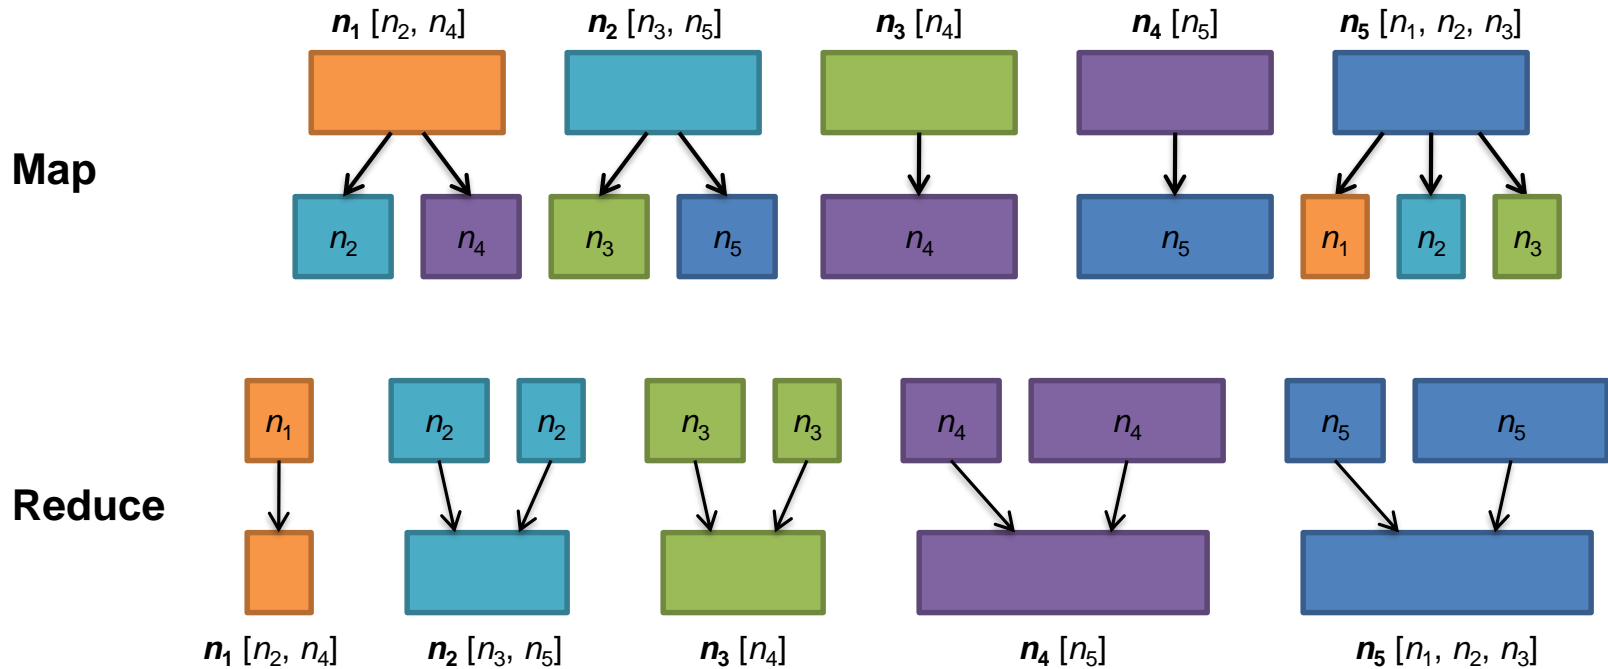 n₁ [n₂, n₄] n₂ [n₃, n₅] n₃ [n₄] n₄ [n₅] n₅ [n₁, n₂, n₃]
Map
n₂ n₄ n₃ n₅ n₄ n₅ n₁ n₂ n₃
n₁ n₂ n₂ n₃ n₃ n₄ n₄ n₅ n₅
Reduce
n₁ [n₂, n₄] n₂ [n₃, n₅] n₃ [n₄] n₄ [n₅] n₅ [n₁, n₂, n₃]